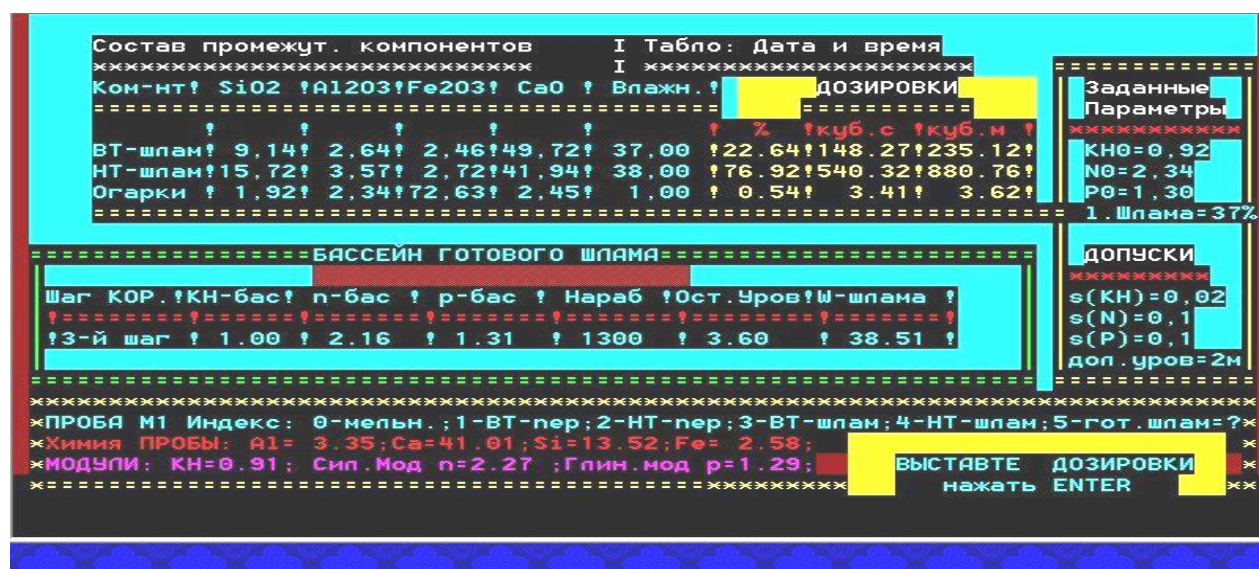 Состав промежут. компонентов I Табло: Дата и время
**************************** I *********************
Ком-нт! SiO2 !Al2O3!Fe2O3! CaO ! Влажн.! ДОЗИРОВКИ
! ! ! ! ! ! % !куб.с !куб.м !
ВТ-шлам! 9,14! 2,64! 2,46!49,72! 37,00 !22.64!148.27!235.12!
НТ-шлам!15,72! 3,57! 2,72!41,94! 38,00 !76.92!540.32!880.76!
Огарки ! 1,92! 2,34!72,63! 2,45! 1,00 ! 0.54! 3.41! 3.62!
Заданные
Параметры
***********
КН0=0,92
N0=2,34
P0=1,30
l.Шлама=37%
ДОПУСКИ
*********
s(КН)=0,02
s(N)=0,1
s(P)=0,1
доп.уров=2м
БАССЕЙН ГОТОВОГО ШЛАМА
Шаг КОР.!КН-бас! n-бас ! p-бас ! Нараб !Ост.Уров!W-шлама !
!3-й шаг ! 1.00 ! 2.16 ! 1.31 ! 1300 ! 3.60 ! 38.51 !
*ПРОБА М1 Индекс: 0-мельн.;1-ВТ-пер;2-НТ-пер;3-ВТ-шлам;4-НТ-шлам;5-гот.шлам=?*
*Химия ПРОБЫ: Al= 3.35;Ca=41.01;Si=13.52;Fe= 2.58; *
*МОДУЛИ: КН=0.91; Сил.Мод n=2.27 ;Глин.мод p=1.29; *
ВЫСТАВТЕ ДОЗИРОВКИ
нажать ENTER